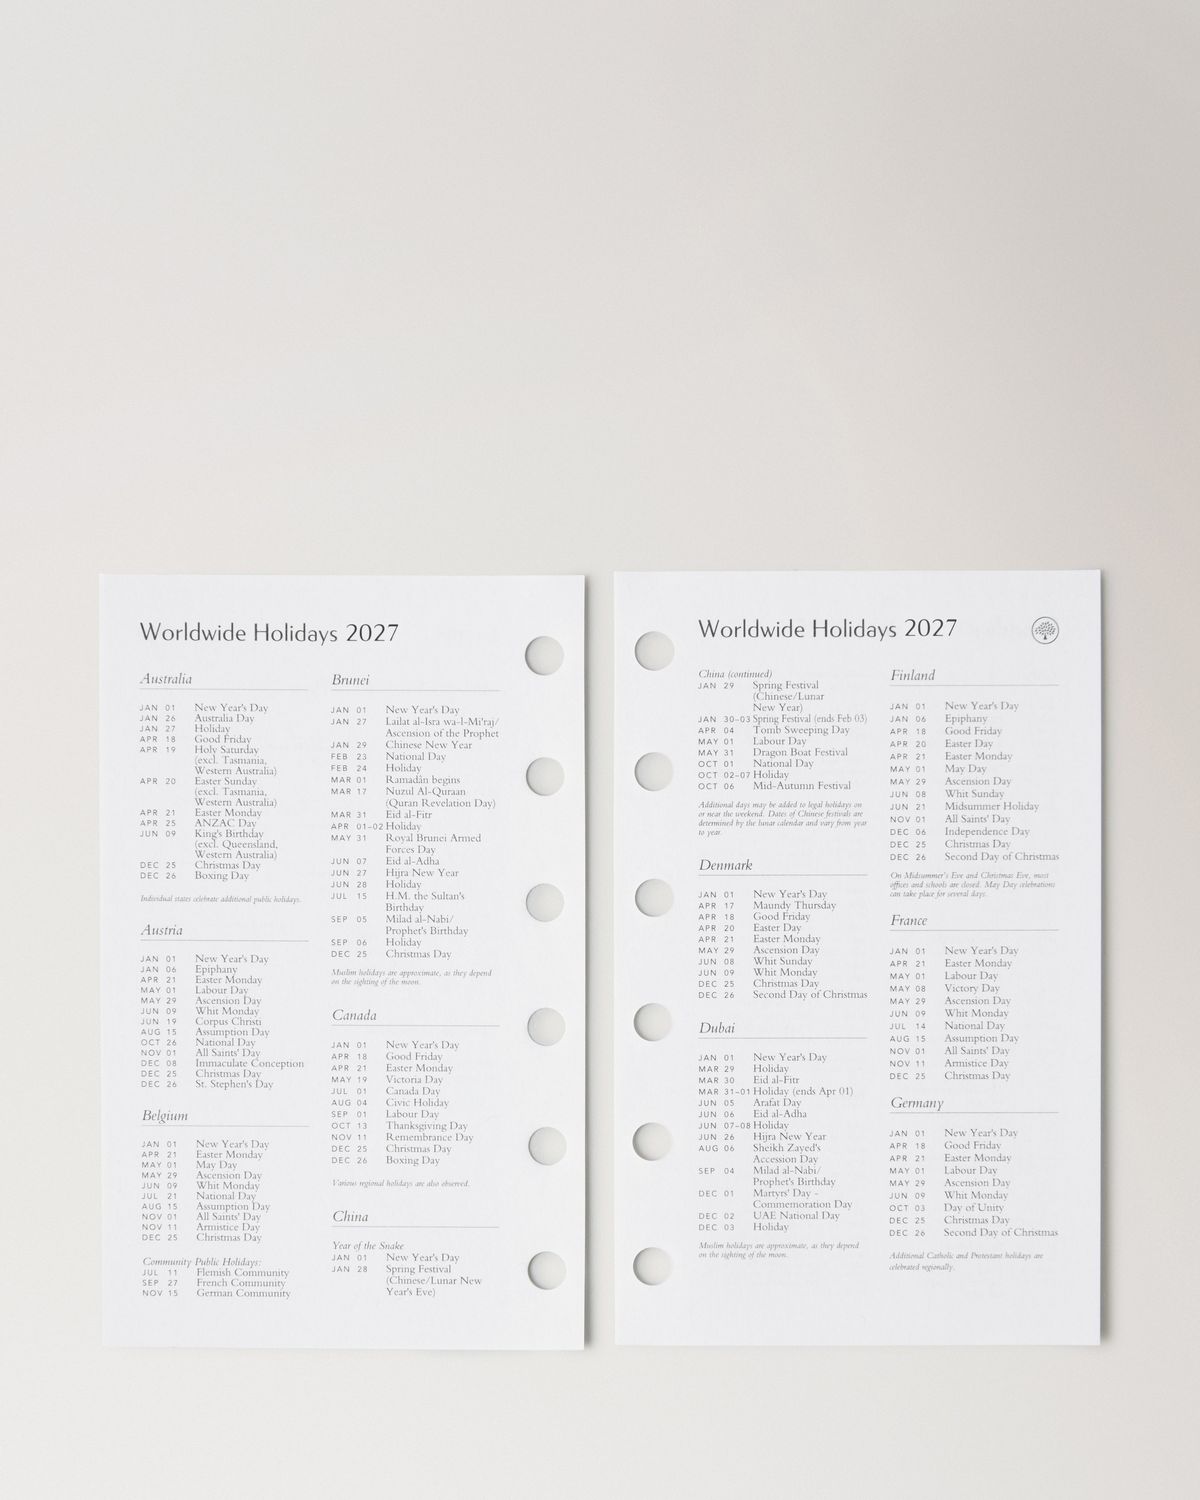 Worldwide Holidays 2027
Australia
JAN 01 New Year's Day
JAN 26 Australia Day
JAN 27 Holiday
APR 18 Good Friday
APR 19 Holy Saturday
(excl. Tasmania,
Western Australia)
APR 20 Easter Sunday
(excl. Tasmania,
Western Australia)
APR 21 Easter Monday
APR 25 ANZAC Day
JUN 09 King's Birthday
(excl. Queensland,
Western Australia)
DEC 25 Christmas Day
DEC 26 Boxing Day
Individual states celebrate additional public holidays.
Austria
JAN 01 New Year's Day
JAN 06 Epiphany
APR 21 Easter Monday
MAY 01 Labour Day
MAY 29 Ascension Day
JUN 09 Whit Monday
JUN 19 Corpus Christi
AUG 15 Assumption Day
OCT 26 National Day
NOV 01 All Saints' Day
DEC 08 Immaculate Conception
DEC 25 Christmas Day
DEC 26 St. Stephen's Day
Belgium
JAN 01 New Year's Day
APR 21 Easter Monday
MAY 01 May Day
MAY 29 Ascension Day
JUN 09 Whit Monday
JUL 21 National Day
AUG 15 Assumption Day
NOV 01 All Saints' Day
NOV 11 Armistice Day
DEC 25 Christmas Day
Community Public Holidays:
JUL 11 Flemish Community
SEP 27 French Community
NOV 15 German Community
Brunei
JAN 01 New Year's Day
JAN 27 Lailat al-Isra wa-l-Mi'raj/
Ascension of the Prophet
JAN 29 Chinese New Year
FEB 23 National Day
FEB 24 Holiday
MAR 01 Ramadân begins
MAR 17 Nuzul Al-Quraan
(Quran Revelation Day)
MAR 31 Eid al-Fitr
APR 01-02 Holiday
MAY 31 Royal Brunei Armed
Forces Day
JUN 07 Eid al-Adha
JUN 27 Hijra New Year
JUN 28 Holiday
JUL 15 H.M. the Sultan's
Birthday
SEP 05 Milad al-Nabi/
Prophet's Birthday
SEP 06 Holiday
DEC 25 Christmas Day
Muslim holidays are approximate, as they depend
on the sighting of the moon.
Canada
JAN 01 New Year's Day
APR 18 Good Friday
APR 21 Easter Monday
MAY 19 Victoria Day
JUL 01 Canada Day
AUG 04 Civic Holiday
SEP 01 Labour Day
OCT 13 Thanksgiving Day
NOV 11 Remembrance Day
DEC 25 Christmas Day
DEC 26 Boxing Day
Various regional holidays are also observed.
China
Year of the Snake
JAN 01 New Year's Day
JAN 28 Spring Festival
(Chinese/Lunar New
Year's Eve)
Worldwide Holidays 2027
China (continued)
JAN 29 Spring Festival
(Chinese/Lunar
New Year)
JAN 30-03 Spring Festival (ends Feb 03)
APR 04 Tomb Sweeping Day
MAY 01 Labour Day
MAY 31 Dragon Boat Festival
OCT 01 National Day
OCT 02-07 Holiday
OCT 06 Mid-Autumn Festival
Additional days may be added to legal holidays on
or near the weekend. Dates of Chinese festivals are
determined by the lunar calendar and vary from year
to year.
Denmark
JAN 01 New Year's Day
APR 17 Maundy Thursday
APR 18 Good Friday
APR 20 Easter Day
APR 21 Easter Monday
MAY 29 Ascension Day
JUN 08 Whit Sunday
JUN 09 Whit Monday
DEC 25 Christmas Day
DEC 26 Second Day of Christmas
Dubai
JAN 01 New Year's Day
MAR 29 Holiday
MAR 30 Eid al-Fitr
MAR 31-01 Holiday (ends Apr 01)
JUN 05 Arafat Day
JUN 06 Eid al-Adha
JUN 07-08 Holiday
JUN 26 Hijra New Year
AUG 06 Sheikh Zayed's
Accession Day
SEP 04 Milad al-Nabi/
Prophet's Birthday
DEC 01 Martyrs' Day -
Commemoration Day
DEC 02 UAE National Day
DEC 03 Holiday
Muslim holidays are approximate, as they depend
on the sighting of the moon.
Finland
JAN 01 New Year's Day
JAN 06 Epiphany
APR 18 Good Friday
APR 20 Easter Day
APR 21 Easter Monday
MAY 01 May Day
MAY 29 Ascension Day
JUN 08 Whit Sunday
JUN 21 Midsummer Holiday
NOV 01 All Saints' Day
DEC 06 Independence Day
DEC 25 Christmas Day
DEC 26 Second Day of Christmas
On Midsummer's Eve and Christmas Eve, most
offices and schools are closed. May Day celebrations
can take place for several days.
France
JAN 01 New Year's Day
APR 21 Easter Monday
MAY 01 Labour Day
MAY 08 Victory Day
MAY 29 Ascension Day
JUN 09 Whit Monday
JUL 14 National Day
AUG 15 Assumption Day
NOV 01 All Saints' Day
NOV 11 Armistice Day
DEC 25 Christmas Day
Germany
JAN 01 New Year's Day
APR 18 Good Friday
APR 21 Easter Monday
MAY 01 Labour Day
MAY 29 Ascension Day
JUN 09 Whit Monday
OCT 03 Day of Unity
DEC 25 Christmas Day
DEC 26 Second Day of Christmas
Additional Catholic and Protestant holidays are
celebrated regionally.